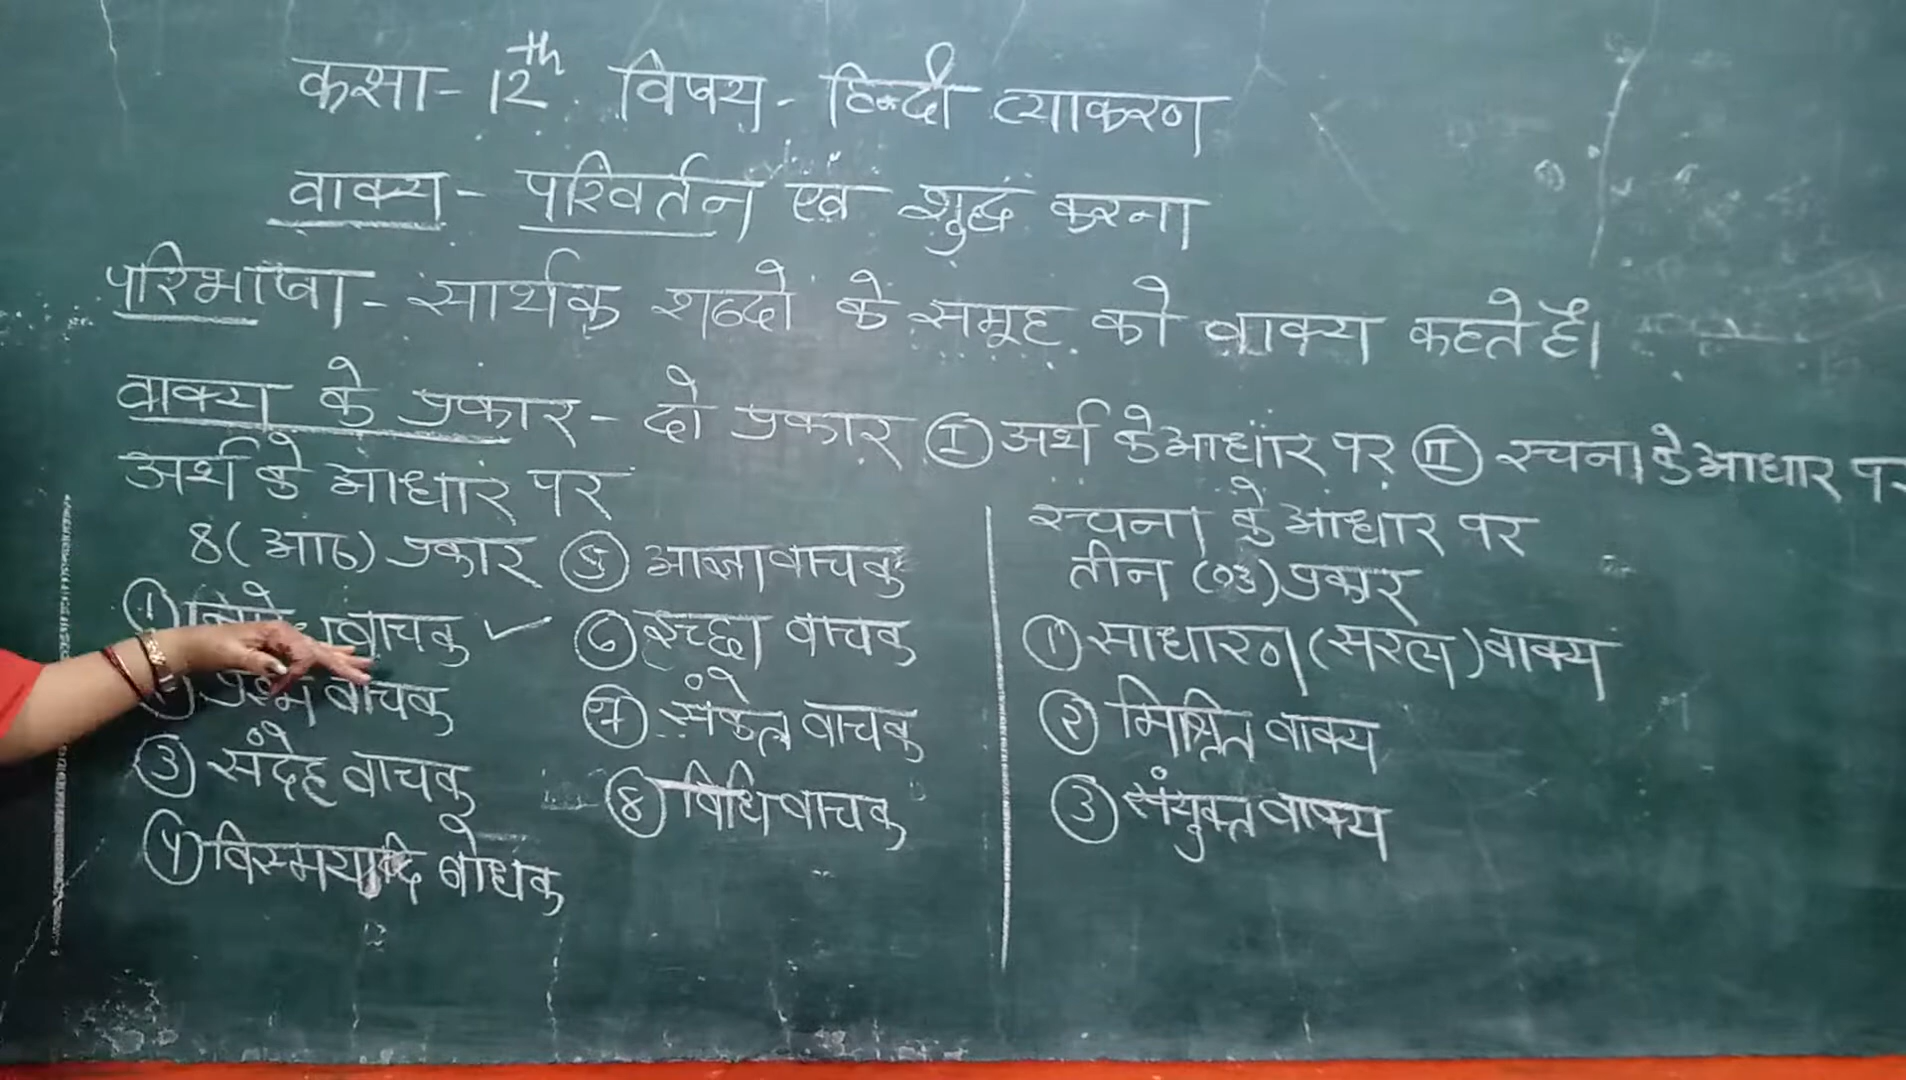 कक्षा - 12th विषय - हिन्दी व्याकरण
वाक्य - परिवर्तन एवं शुद्ध करना
परिभाषा - सार्थक शब्दो के समूह को वाक्य कहते हैं।
वाक्य के प्रकार - दो प्रकार (I) अर्थ के आधार पर (II) रचना के आधार पर
अर्थ के आधार पर
8 (आठ) प्रकार
(1) वाचक ✓
प्रश्न वाचक
(3) संदेह वाचक
(4) विस्मयादि बोधक
(5) आज्ञावाचक
(6) इच्छा वाचक
(7) संकेत वाचक
(8) विधिवाचक
रचना के आधार पर
तीन (03) प्रकार
(1) साधारण (सरल) वाक्य
(2) मिश्रित वाक्य
(3) संयुक्त वाक्य